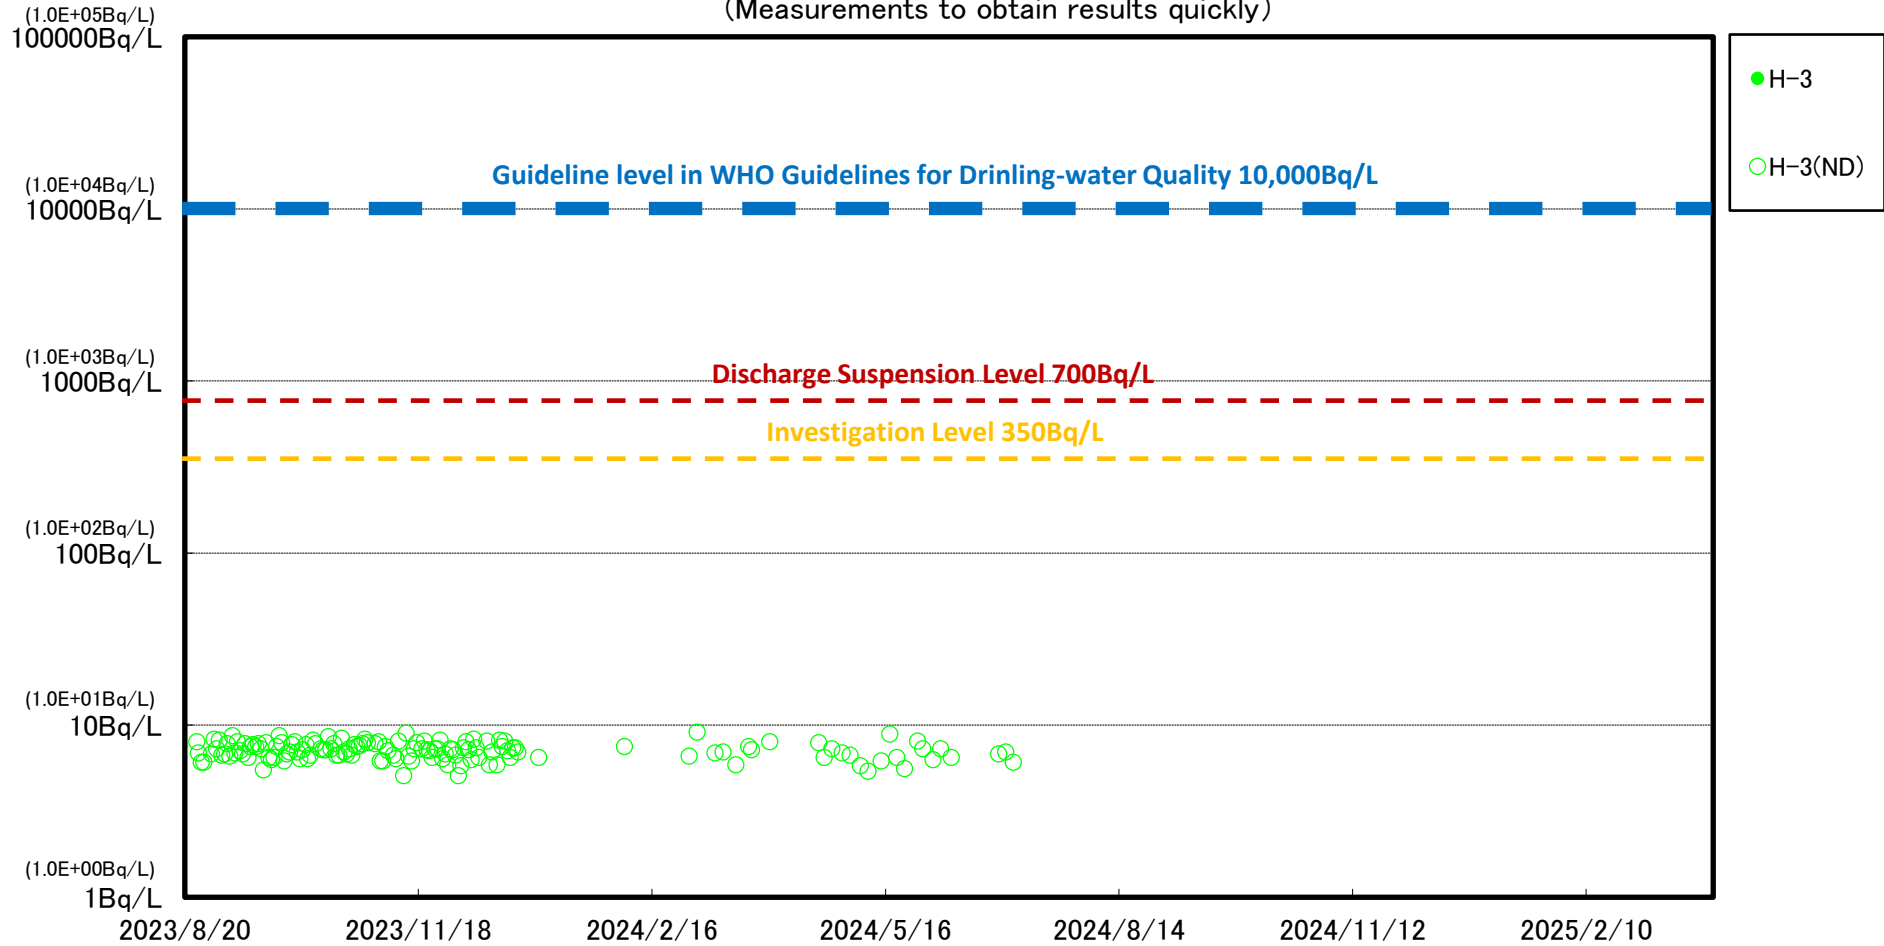 (Measurements to obtain results quickly)
(1.0E+05Bq/L)
100000Bq/L
H-3
H-3(ND)
Guideline level in WHO Guidelines for Drinling-water Quality 10,000Bq/L
(1.0E+04Bq/L)
10000Bq/L
(1.0E+03Bq/L)
1000Bq/L
Discharge Suspension Level 700Bq/L
Investigation Level 350Bq/L
(1.0E+02Bq/L)
100Bq/L
(1.0E+01Bq/L)
10Bq/L
(1.0E+00Bq/L)
1Bq/L
2023/8/20 2023/11/18 2024/2/16 2024/5/16 2024/8/14 2024/11/12 2025/2/10